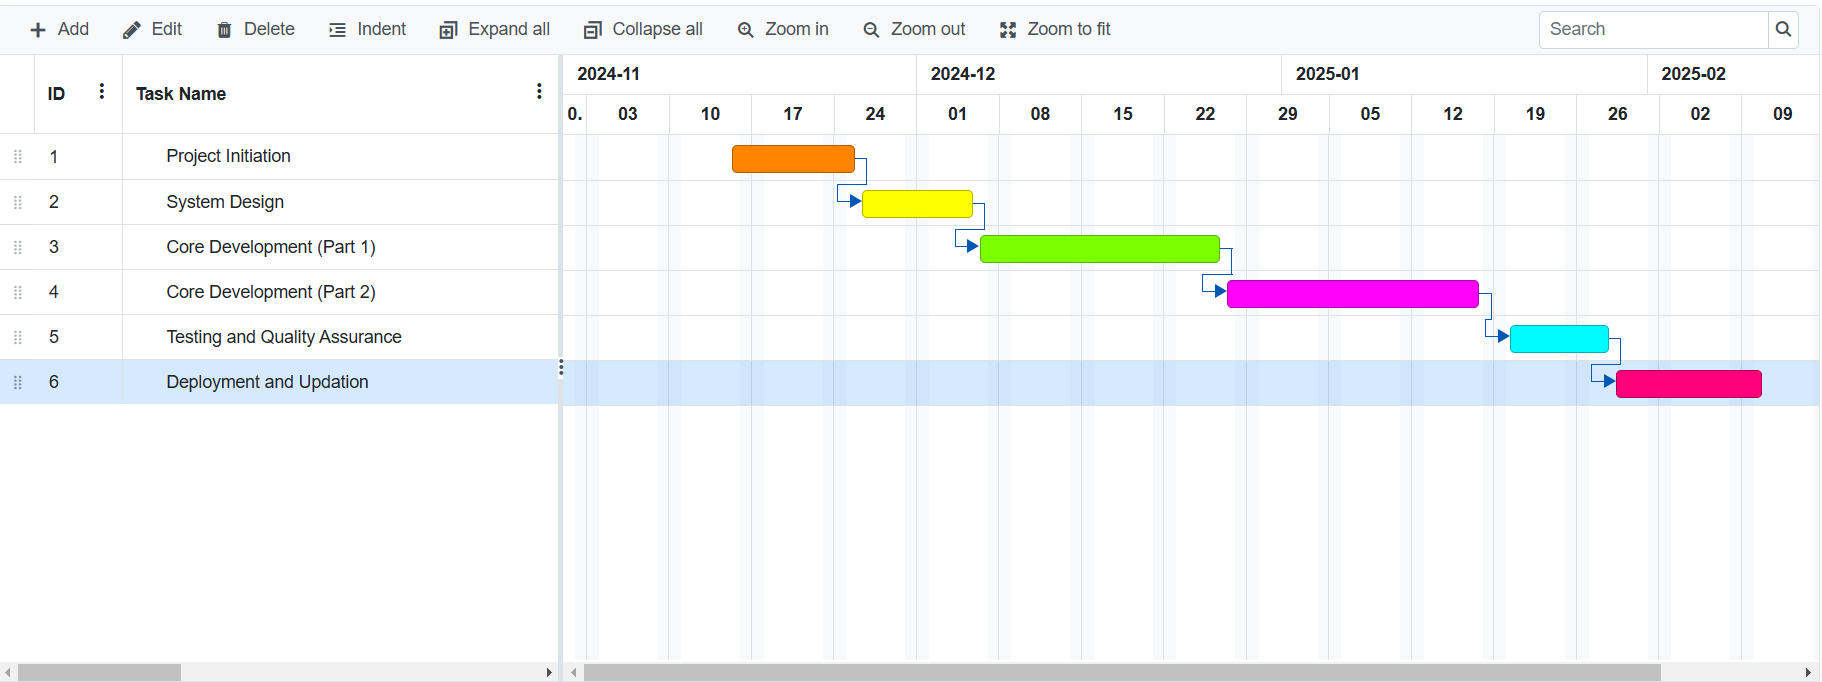 Add Edit Delete Indent Expand all Collapse all Zoom in Zoom out Zoom to fit Search
ID Task Name
2024-11 2024-12 2025-01 2025-02
0. 03 10 17 24 01 08 15 22 29 05 12 19 26 02 09
1 Project Initiation
2 System Design
3 Core Development (Part 1)
4 Core Development (Part 2)
5 Testing and Quality Assurance
6 Deployment and Updation